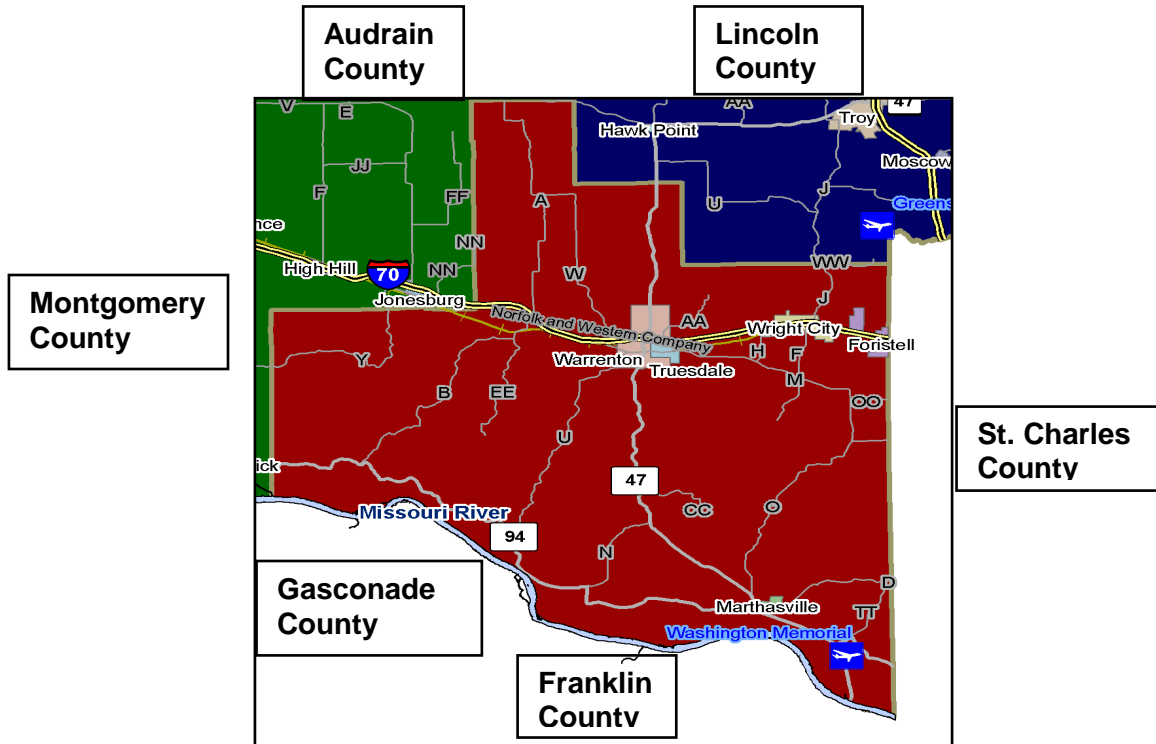 Audrain
County
Lincoln
County
V
E
AA
47
Troy
Hawk Point
Moscow
JJ
F
FF
A
U
J
Greens
nce
NN
High Hill
70
NN
W
WW
Jonesburg
J
Montgomery
County
Norfolk and Western Company
AA
Wright City
Foristell
Warrenton
Truesdale
H
F
M
Y
B
EE
OO
U
St. Charles
County
ick
47
CC
O
Missouri River
94
N
Gasconade
County
D
Marthasville
TT
Washington Memorial
Franklin
County